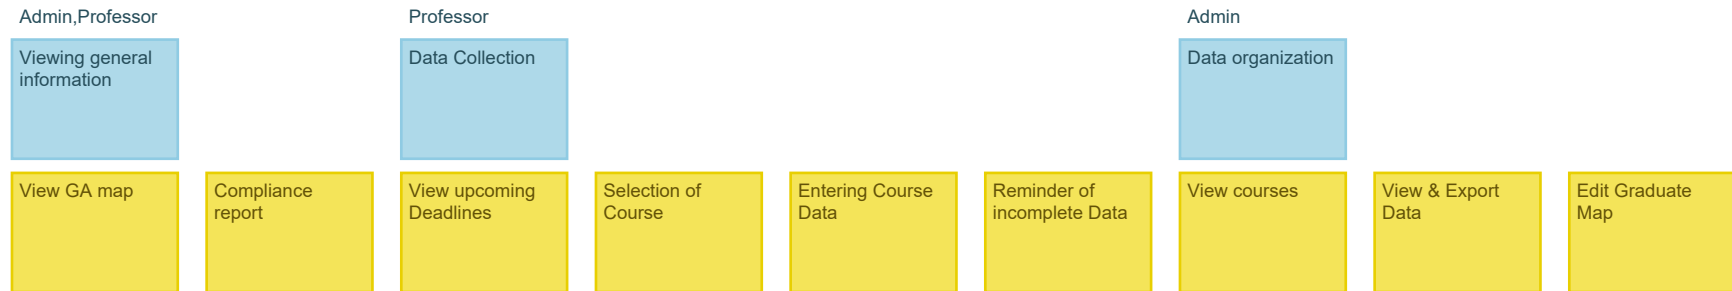 Admin,Professor
Professor
Admin
Viewing general
information
Data Collection
Data organization
View GA map
Compliance
report
View upcoming
Deadlines
Selection of
Course
Entering Course
Data
Reminder of
incomplete Data
View courses
View & Export
Data
Edit Graduate
Map